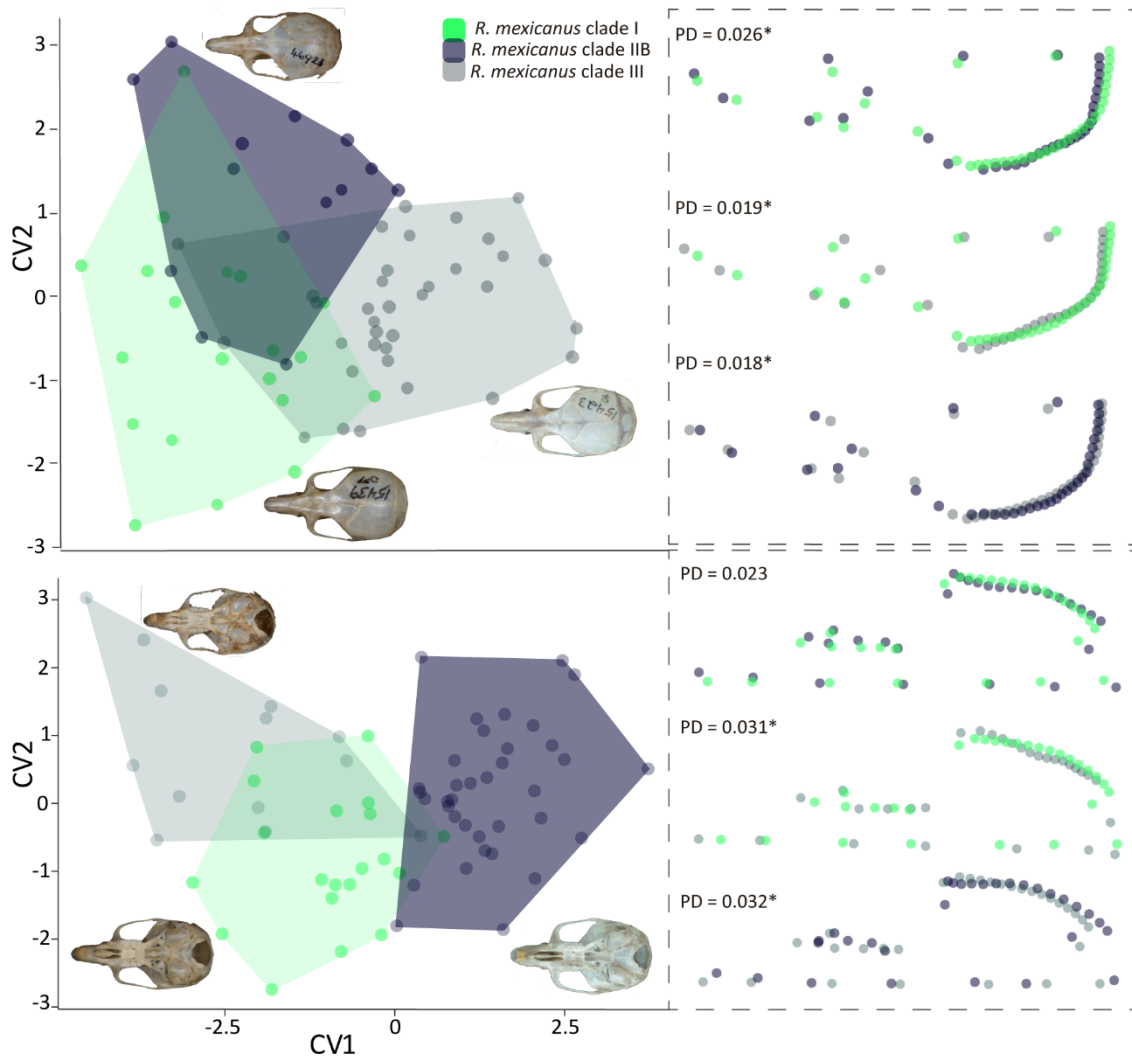 R. mexicanus clade I
R. mexicanus clade IIB
R. mexicanus clade III
3
2
1
0
-1
-2
-3
CV2
46923
15423
15439
PD = 0.026*
PD = 0.019*
PD = 0.018*
3
2
1
0
-1
-2
-3
CV2
-2.5
0
2.5
CV1
PD = 0.023
PD = 0.031*
PD = 0.032*